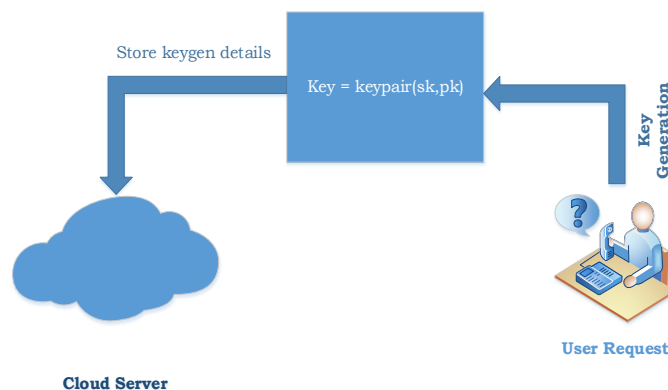 Store keygen details
Key = keypair(sk,pk)
Key
Generation
?
User Request
Cloud Server